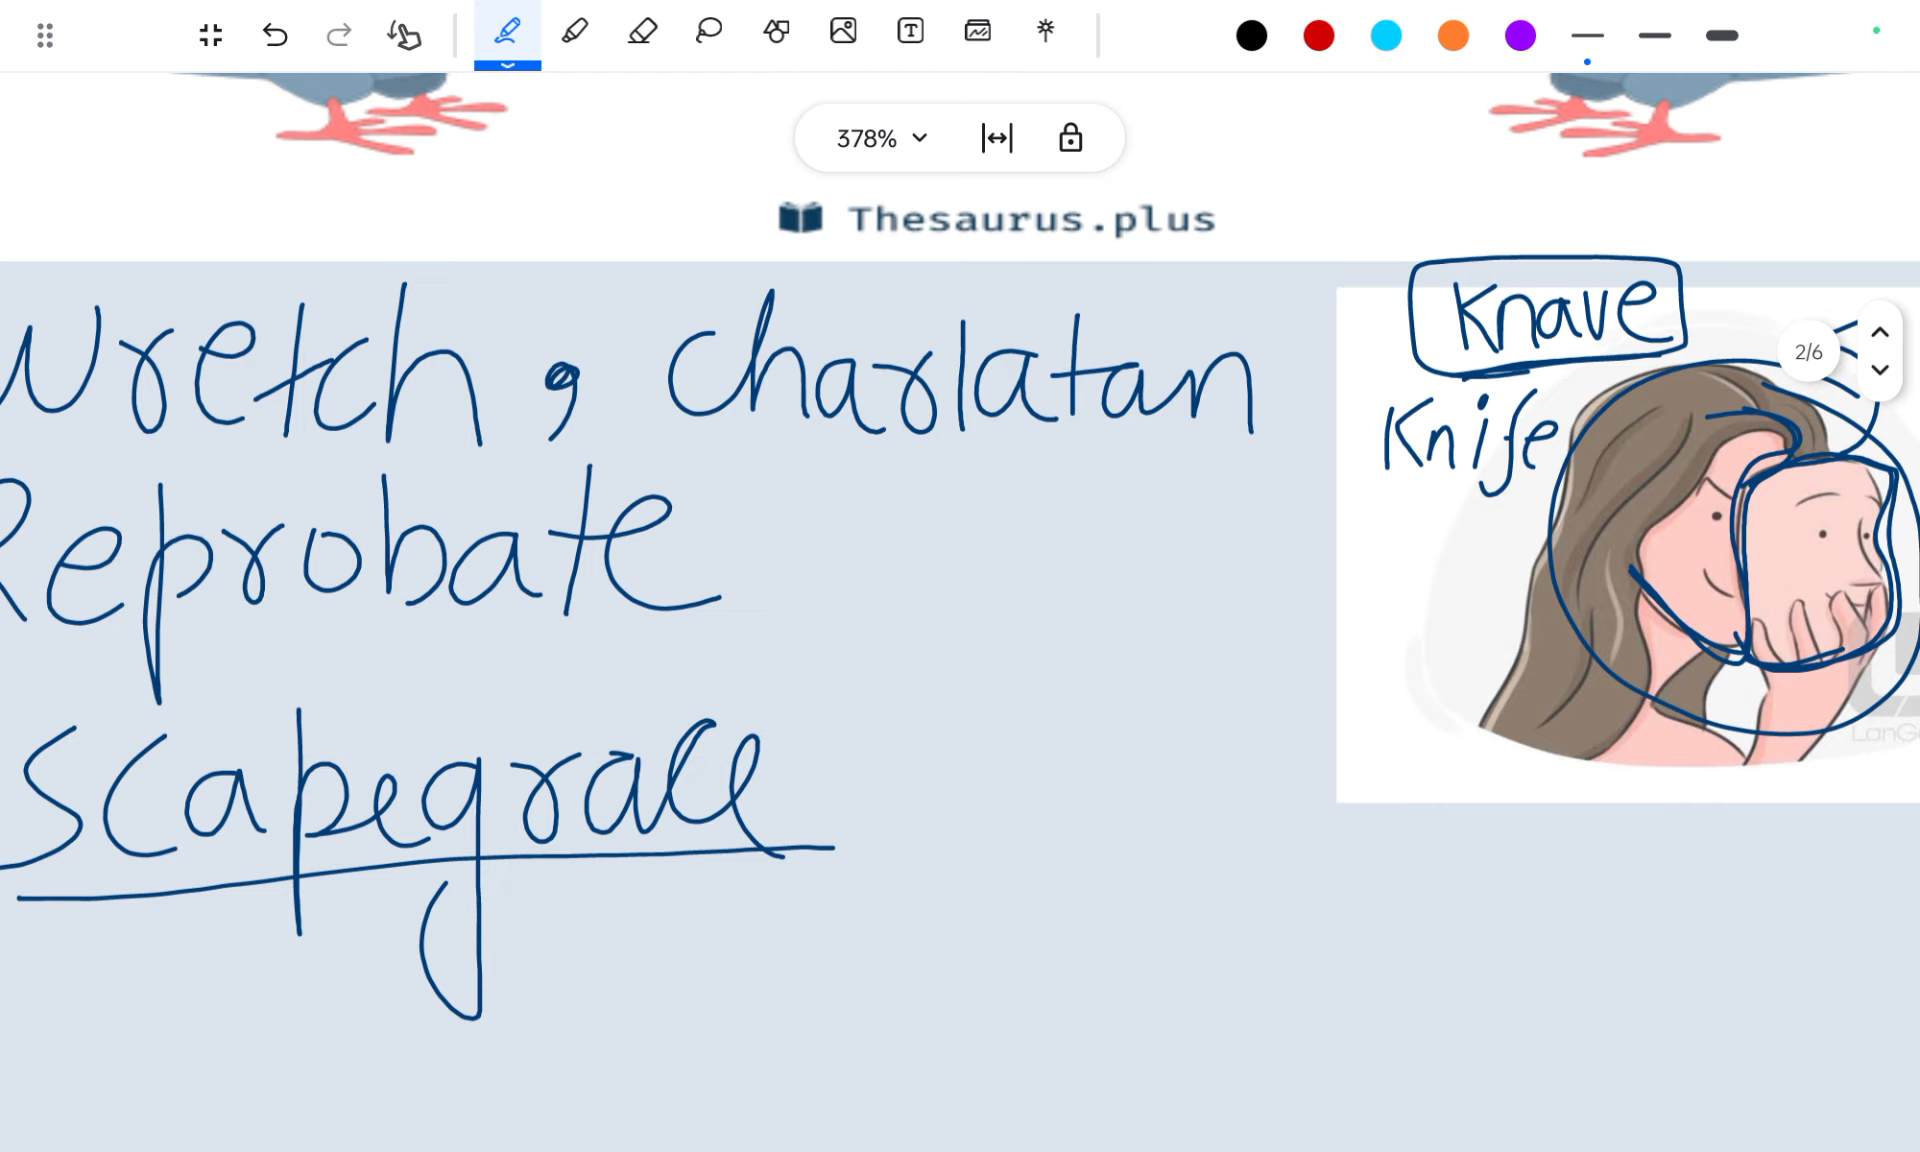 378%
Thesaurus.plus
Knave
2/6
Wretch, Charlatan
Knife
Reprobate
Scapegrace